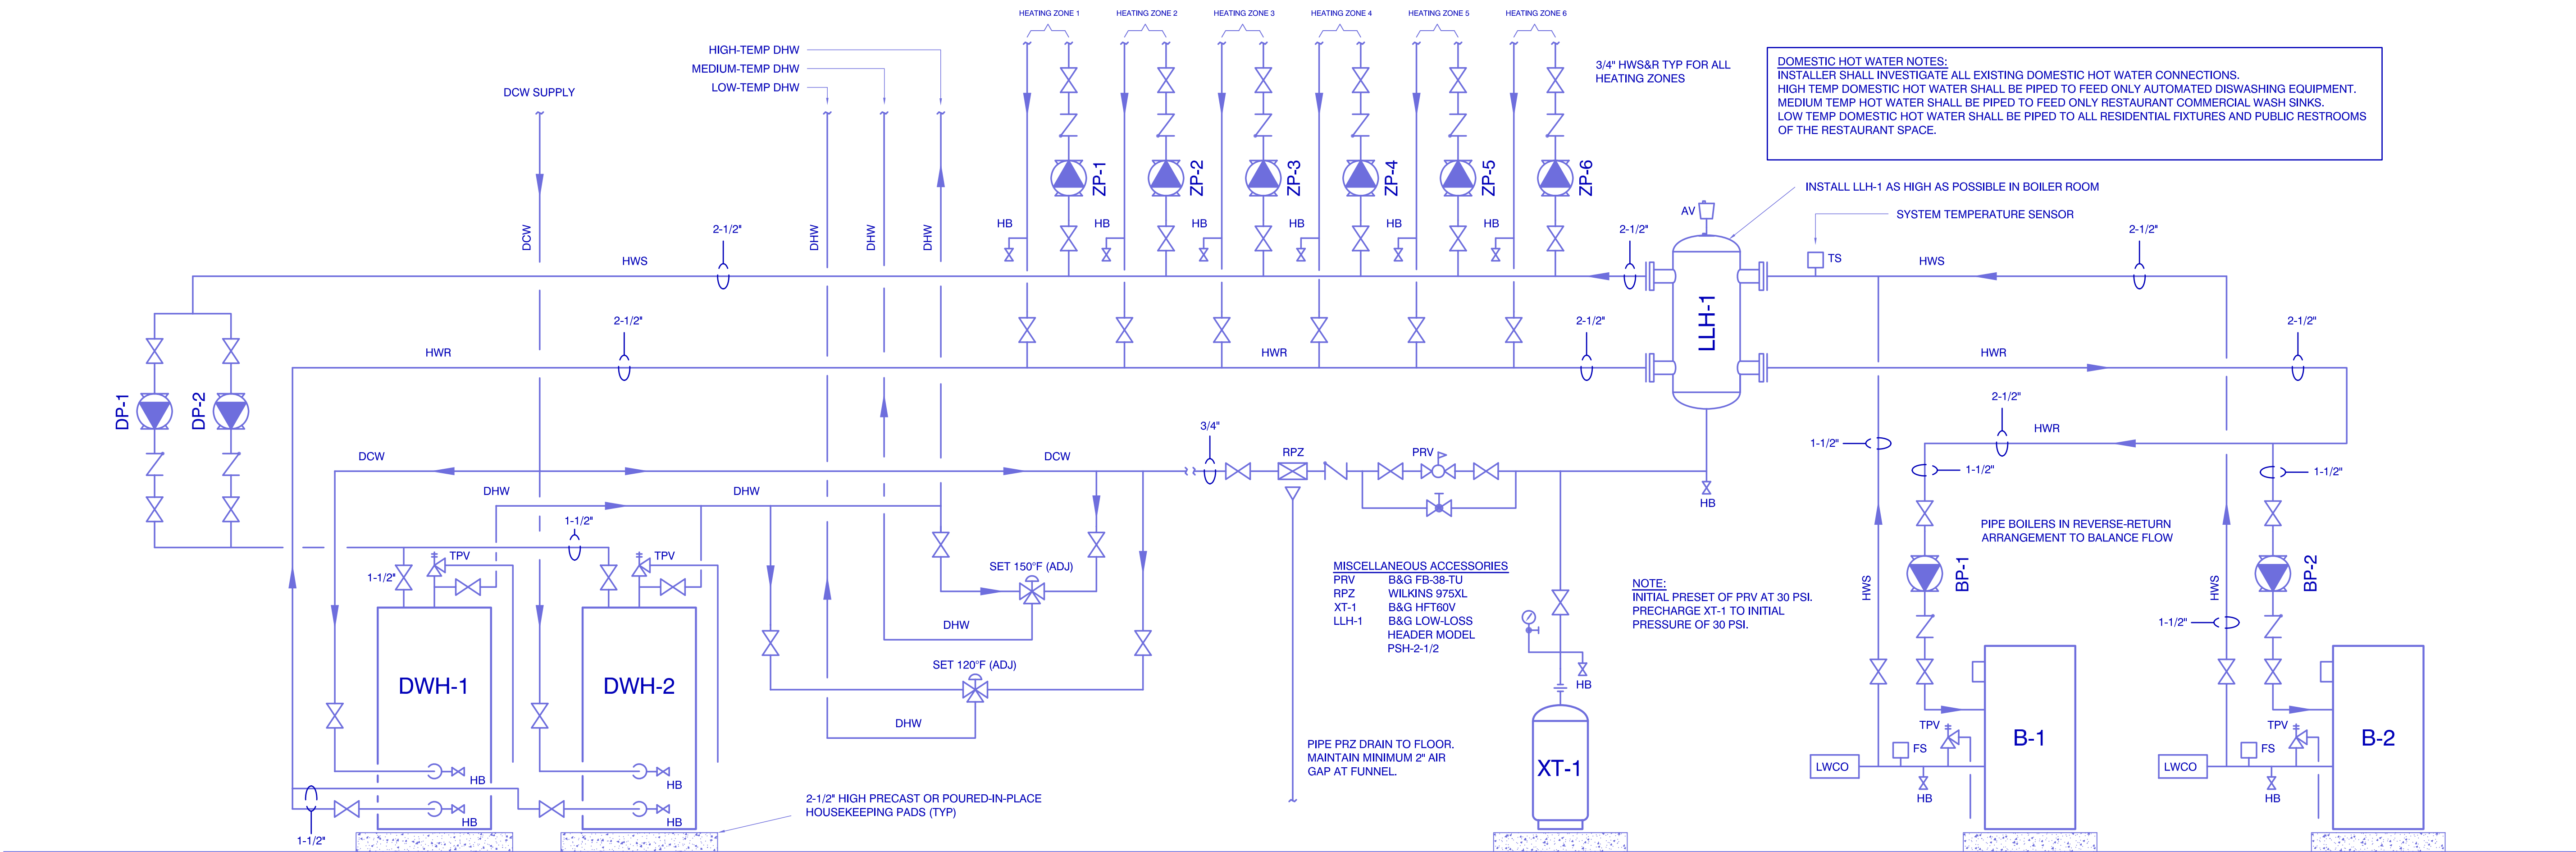 HEATING ZONE 1
HEATING ZONE 2
HEATING ZONE 3
HEATING ZONE 4
HEATING ZONE 5
HEATING ZONE 6
HIGH-TEMP DHW
MEDIUM-TEMP DHW
LOW-TEMP DHW
DCW SUPPLY
3/4" HWS&R TYP FOR ALL
HEATING ZONES
DOMESTIC HOT WATER NOTES:
INSTALLER SHALL INVESTIGATE ALL EXISTING DOMESTIC HOT WATER CONNECTIONS.
HIGH TEMP DOMESTIC HOT WATER SHALL BE PIPED TO FEED ONLY AUTOMATED DISWASHING EQUIPMENT.
MEDIUM TEMP HOT WATER SHALL BE PIPED TO FEED ONLY RESTAURANT COMMERCIAL WASH SINKS.
LOW TEMP DOMESTIC HOT WATER SHALL BE PIPED TO ALL RESIDENTIAL FIXTURES AND PUBLIC RESTROOMS
OF THE RESTAURANT SPACE.
ZP-1
ZP-2
ZP-3
ZP-4
ZP-5
ZP-6
INSTALL LLH-1 AS HIGH AS POSSIBLE IN BOILER ROOM
AV
SYSTEM TEMPERATURE SENSOR
DCW
DHW
DHW
DHW
HB
HB
HB
HB
HB
HB
2-1/2"
2-1/2"
2-1/2"
HWS
TS
HWS
LLH-1
2-1/2"
2-1/2"
2-1/2"
HWR
HWR
HWR
DP-1
DP-2
2-1/2"
3/4"
HWR
1-1/2"
DCW
DCW
RPZ
PRV
1-1/2"
1-1/2"
DHW
DHW
HB
1-1/2"
PIPE BOILERS IN REVERSE-RETURN
ARRANGEMENT TO BALANCE FLOW
TPV
TPV
1-1/2"
SET 150°F (ADJ)
MISCELLANEOUS ACCESSORIES
PRV B&G FB-38-TU
RPZ WILKINS 975XL
XT-1 B&G HFT60V
LLH-1 B&G LOW-LOSS
HEADER MODEL
PSH-2-1/2
NOTE:
INITIAL PRESET OF PRV AT 30 PSI.
PRECHARGE XT-1 TO INITIAL
PRESSURE OF 30 PSI.
HWS
BP-1
HWS
BP-2
1-1/2"
DHW
SET 120°F (ADJ)
DWH-1
DWH-2
HB
DHW
TPV
TPV
FS
FS
B-1
B-2
PIPE PRZ DRAIN TO FLOOR.
MAINTAIN MINIMUM 2" AIR
GAP AT FUNNEL.
XT-1
LWCO
LWCO
HB
HB
HB
HB
2-1/2" HIGH PRECAST OR POURED-IN-PLACE
HOUSEKEEPING PADS (TYP)
HB
HB
1-1/2"